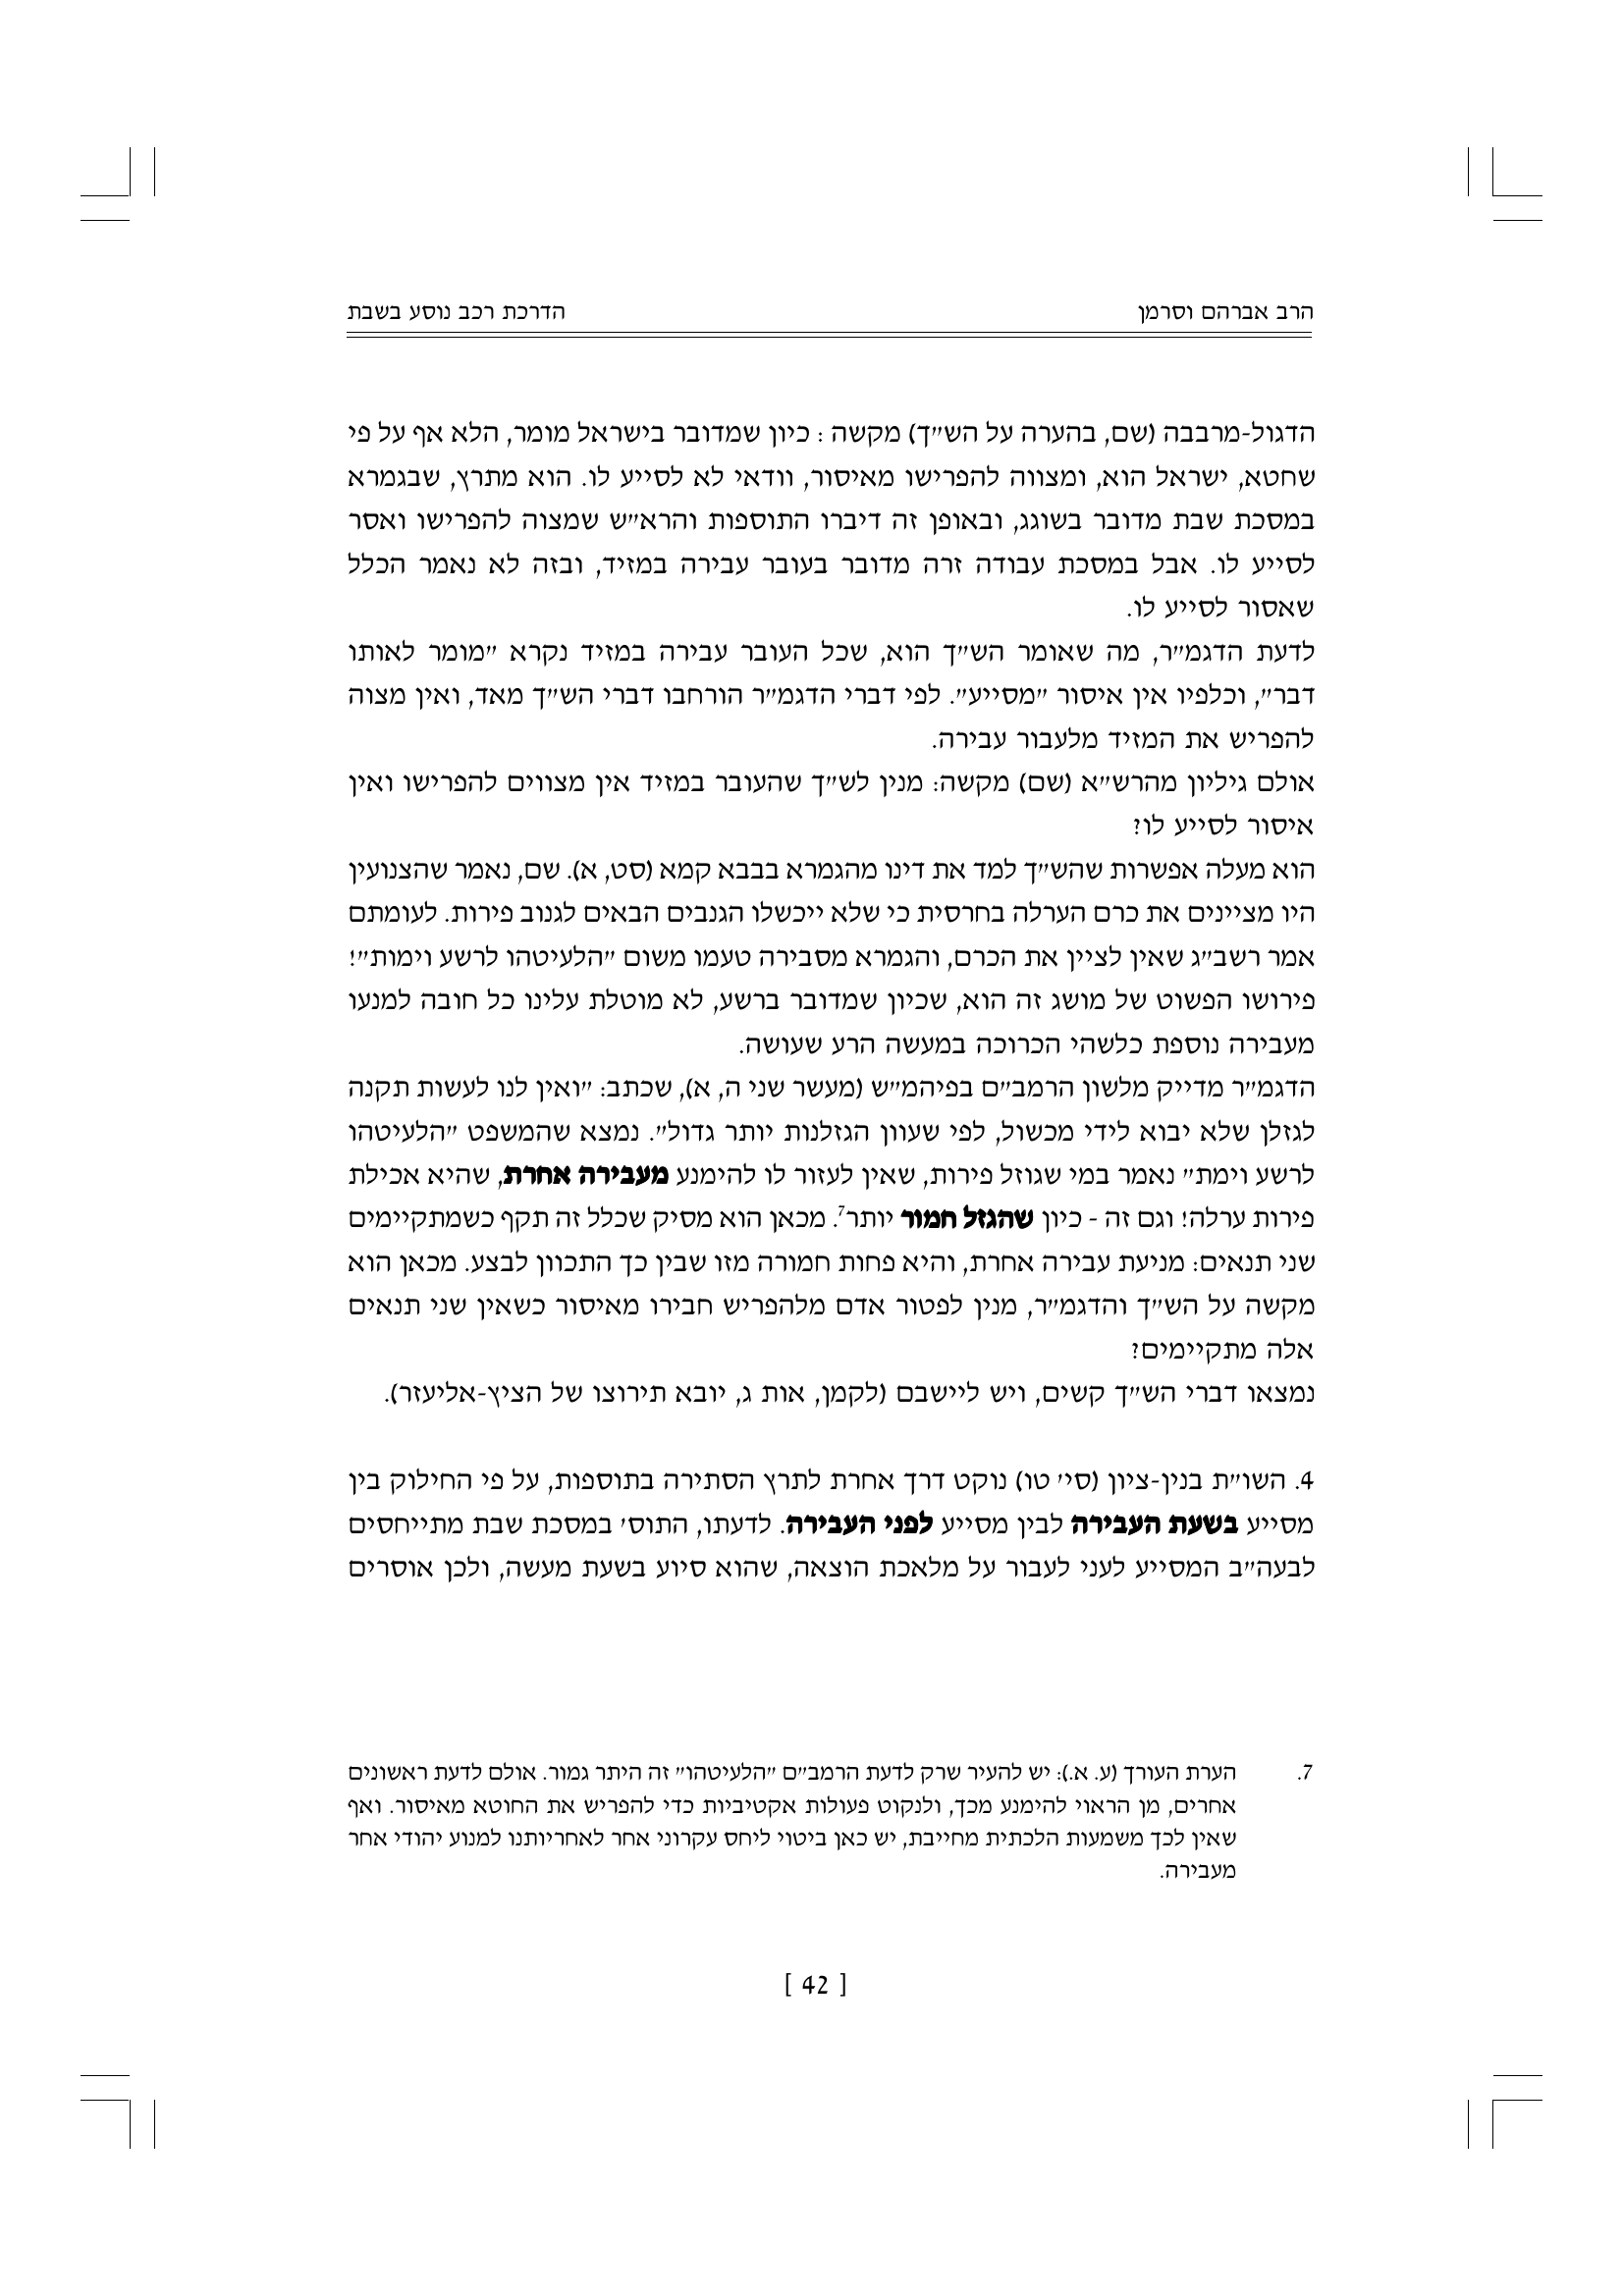 הרב אברהם וסרמן הדרכת רכב נוסע בשבת
הדגול-מרבבה (שם, בהערה על הש"ך) מקשה : כיון שמדובר בישראל מומר, הלא אף על פי
שחטא, ישראל הוא, ומצווה להפרישו מאיסור, וודאי לא לסייע לו. הוא מתרץ, שבגמרא
במסכת שבת מדובר בשוגג, ובאופן זה דיברו התוספות והרא"ש שמצוה להפרישו ואסר
לסייע לו. אבל במסכת עבודה זרה מדובר בעובר עבירה במזיד, ובזה לא נאמר הכלל
שאסור לסייע לו.
לדעת הדגמ"ר, מה שאומר הש"ך הוא, שכל העובר עבירה במזיד נקרא "מומר לאותו
דבר", וכלפיו אין איסור "מסייע". לפי דברי הדגמ"ר הורחבו דברי הש"ך מאד, ואין מצוה
להפריש את המזיד מלעבור עבירה.
אולם גיליון מהרש"א (שם) מקשה: מנין לש"ך שהעובר במזיד אין מצווים להפרישו ואין
איסור לסייע לו?
הוא מעלה אפשרות שהש"ך למד את דינו מהגמרא בבבא קמא (סט, א). שם, נאמר שהצנועין
היו מציינים את כרם הערלה בחרסית כי שלא ייכשלו הגנבים הבאים לגנוב פירות. לעומתם
אמר רשב"ג שאין לציין את הכרם, והגמרא מסבירה טעמו משום "הלעיטהו לרשע וימות"!
פירושו הפשוט של מושג זה הוא, שכיון שמדובר ברשע, לא מוטלת עלינו כל חובה למנעו
מעבירה נוספת כלשהי הכרוכה במעשה הרע שעושה.
הדגמ"ר מדייק מלשון הרמב"ם בפיהמ"ש (מעשר שני ה, א), שכתב: "ואין לנו לעשות תקנה
לגזלן שלא יבוא לידי מכשול, לפי שעוון הגזלנות יותר גדול". נמצא שהמשפט "הלעיטהו
לרשע וימת" נאמר במי שגוזל פירות, שאין לעזור לו להימנע מעבירה אחרת, שהיא אכילת
פירות ערלה! וגם זה - כיון שהגזל חמור יותר7. מכאן הוא מסיק שכלל זה תקף כשמתקיימים
שני תנאים: מניעת עבירה אחרת, והיא פחות חמורה מזו שבין כך התכוון לבצע. מכאן הוא
מקשה על הש"ך והדגמ"ר, מנין לפטור אדם מלהפריש חבירו מאיסור כשאין שני תנאים
אלה מתקיימים?
נמצאו דברי הש"ך קשים, ויש ליישבם (לקמן, אות ג, יובא תירוצו של הציץ-אליעזר).
4. השו"ת בנין-ציון (סי' טו) נוקט דרך אחרת לתרץ הסתירה בתוספות, על פי החילוק בין
מסייע בשעת העבירה לבין מסייע לפני העבירה. לדעתו, התוס' במסכת שבת מתייחסים
לבעה"ב המסייע לעני לעבור על מלאכת הוצאה, שהוא סיוע בשעת מעשה, ולכן אוסרים
7. הערת העורך (ע. א.): יש להעיר שרק לדעת הרמב"ם "הלעיטהו" זה היתר גמור. אולם לדעת ראשונים
אחרים, מן הראוי להימנע מכך, ולנקוט פעולות אקטיביות כדי להפריש את החוטא מאיסור. ואף
שאין לכך משמעות הלכתית מחייבת, יש כאן ביטוי ליחס עקרוני אחר לאחריותנו למנוע יהודי אחר
מעבירה.
[ 42 ]